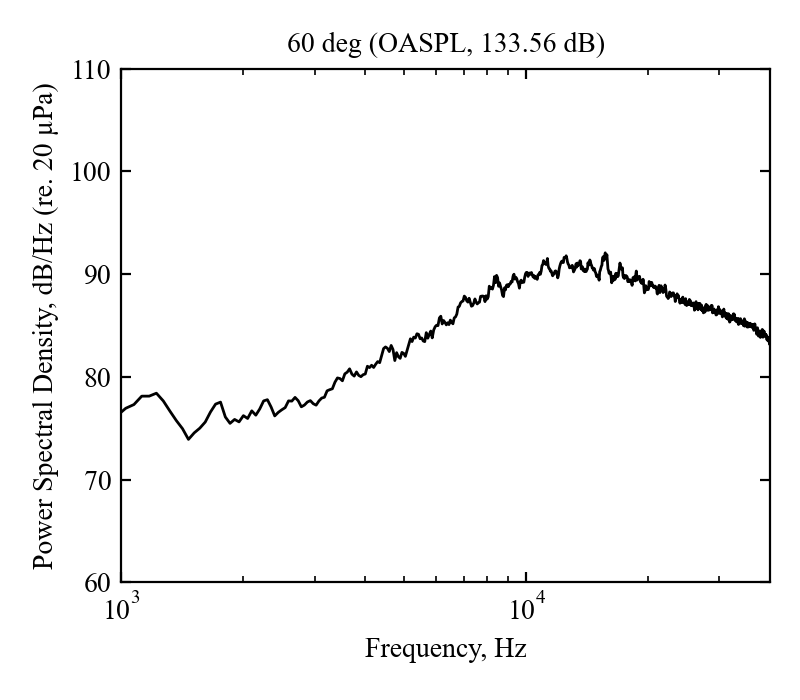 60 deg (OASPL, 133.56 dB)
Power Spectral Density, dB/Hz (re. 20 μPa)
110
100
90
80
70
60
10³
10⁴
Frequency, Hz